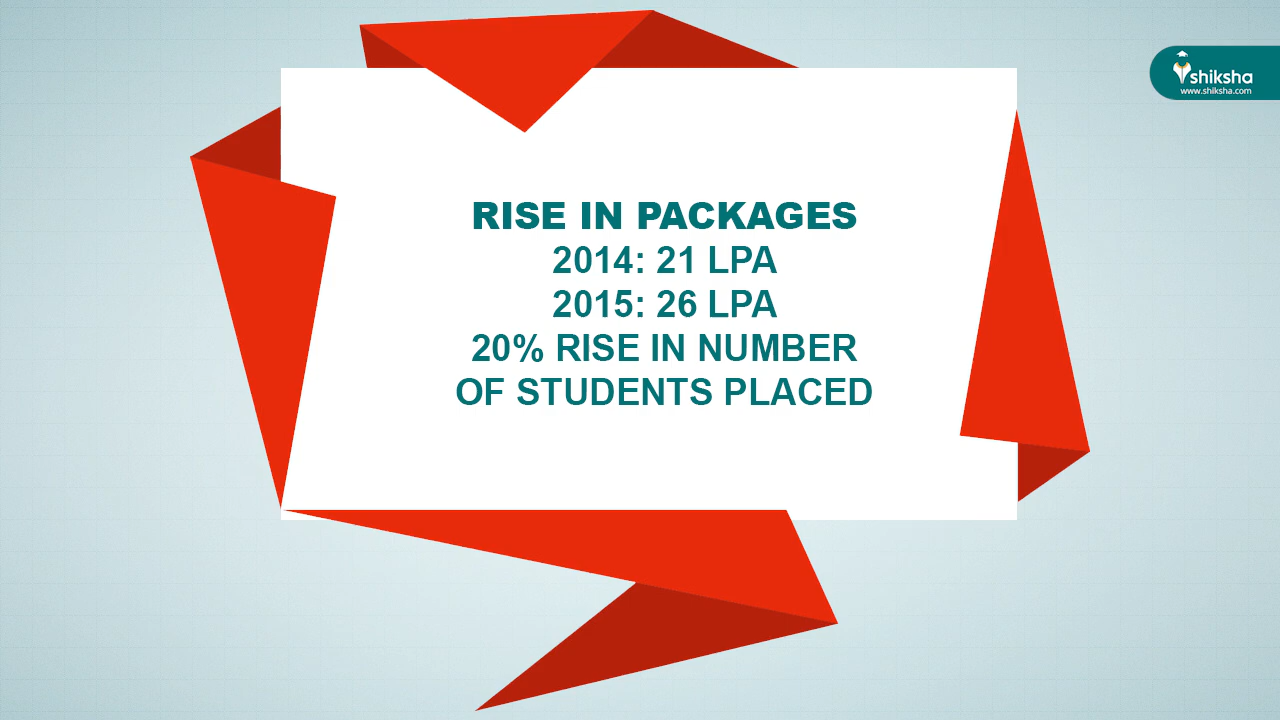 shiksha
www.shiksha.com
RISE IN PACKAGES
2014: 21 LPA
2015: 26 LPA
20% RISE IN NUMBER
OF STUDENTS PLACED